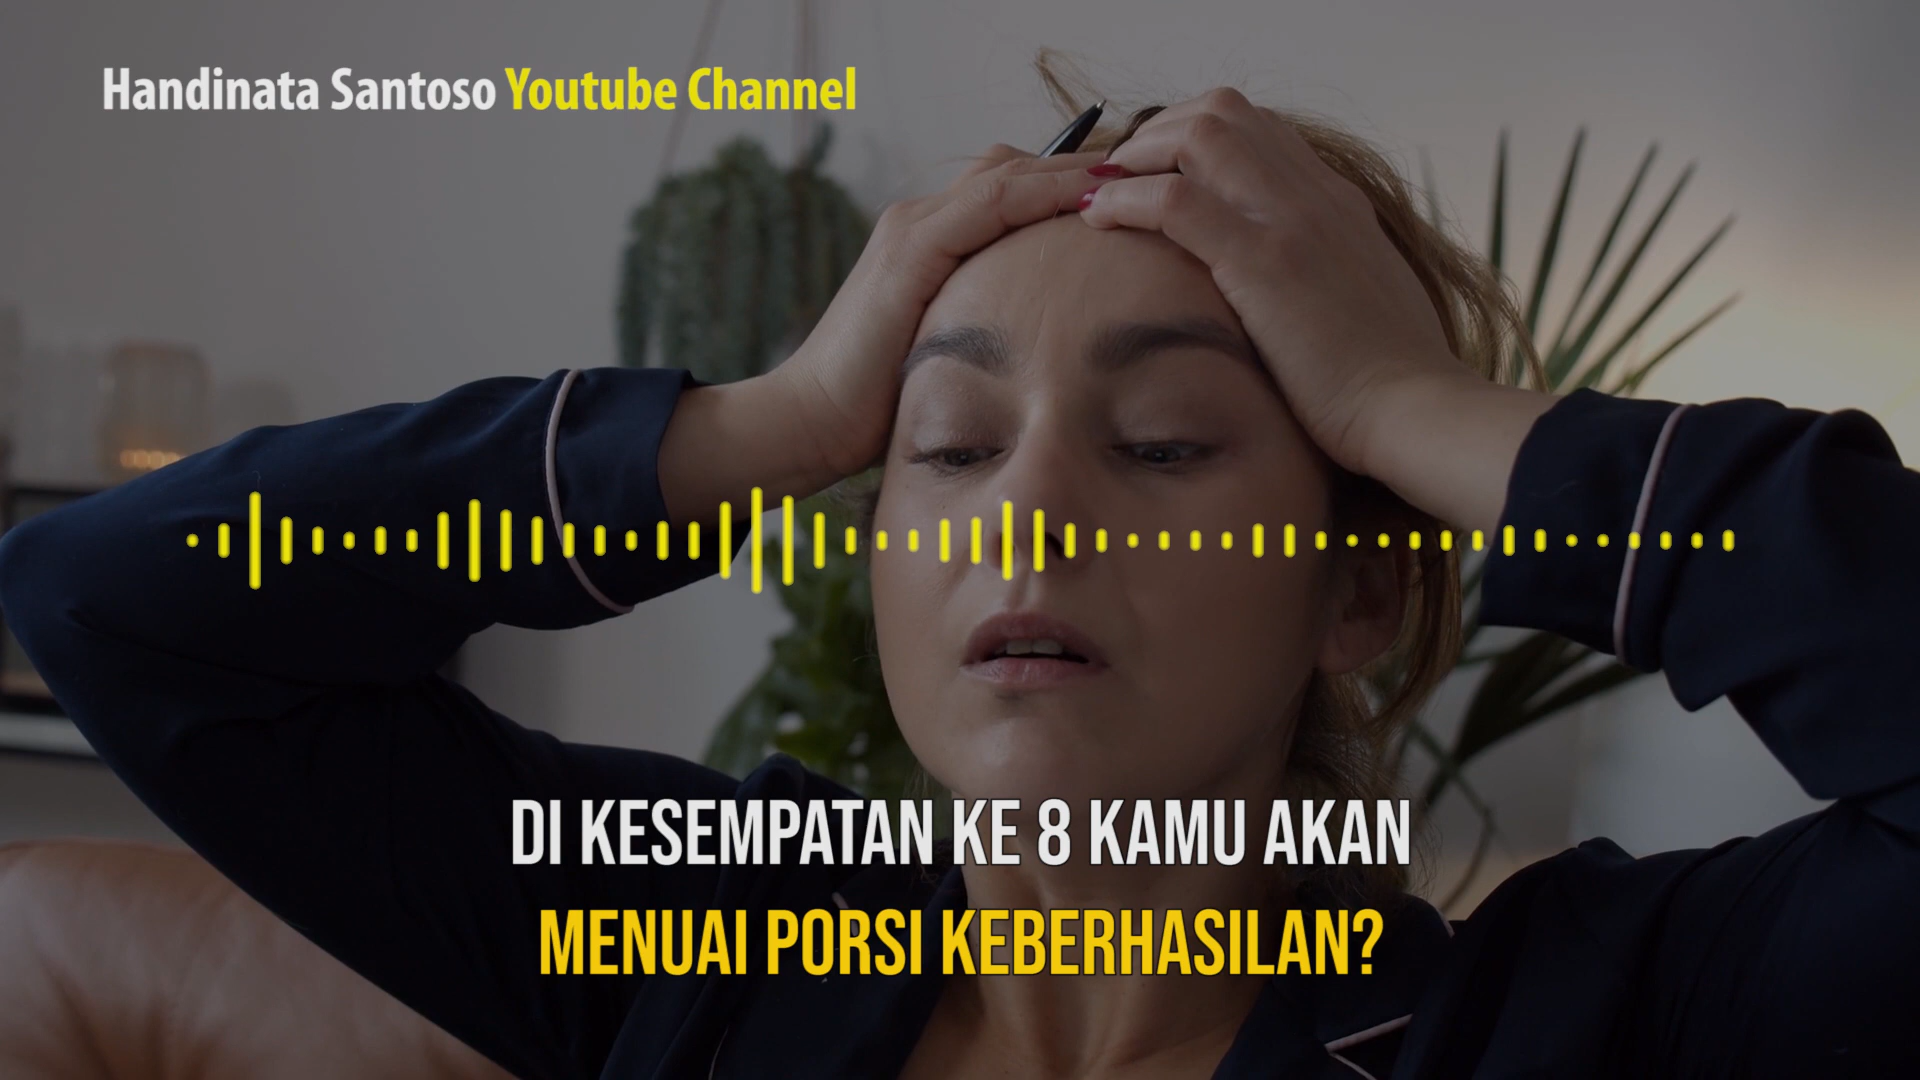 Handinata Santoso Youtube Channel
DI KESEMPATAN KE 8 KAMU AKAN
MENUAI PORSI KEBERHASILAN?